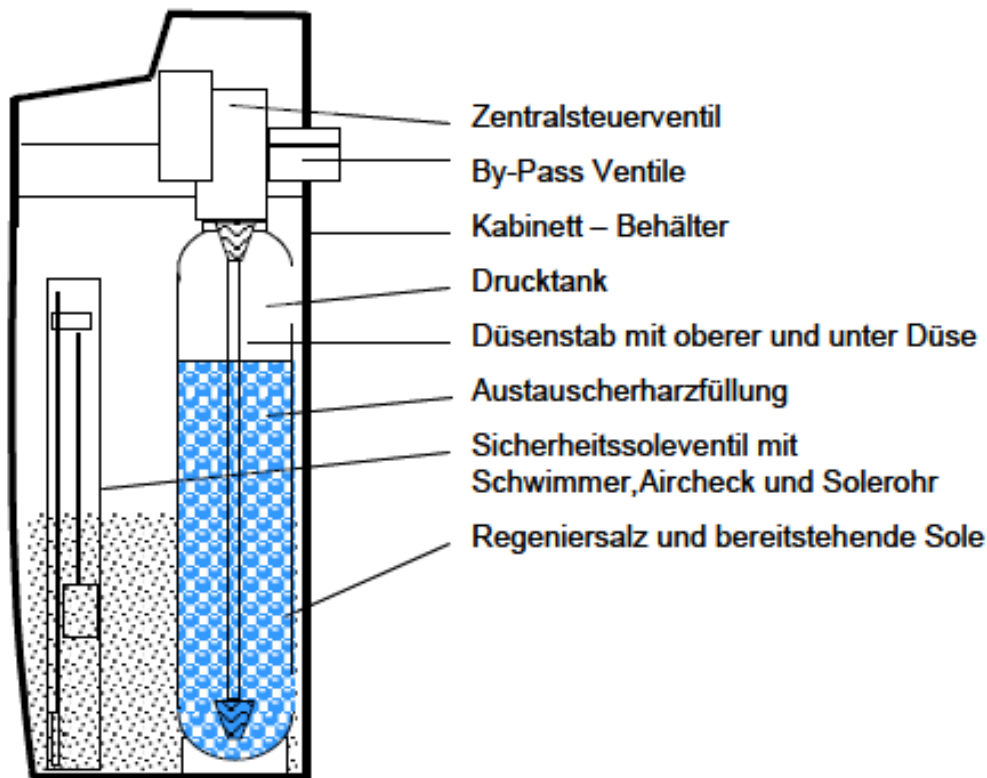 Zentralsteuerventil
By-Pass Ventile
Kabinett – Behälter
Drucktank
Düsenstab mit oberer und unter Düse
Austauscherharzfüllung
Sicherheitssoleventil mit
Schwimmer,Aircheck und Solerohr
Regeniersalz und bereitstehende Sole